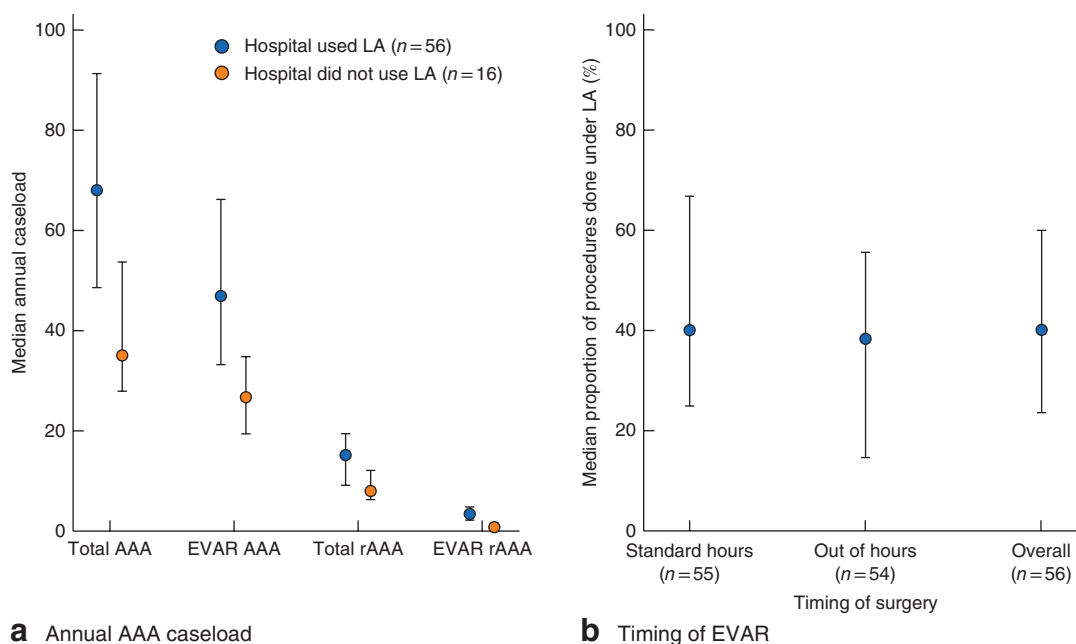 Median annual caseload
100
80
60
40
20
0
Hospital used LA (n=56)
Hospital did not use LA (n=16)
Total AAA
EVAR AAA
Total rAAA
EVAR rAAA
a Annual AAA caseload
Median proportion of procedures done under LA (%)
100
80
60
40
20
0
Standard hours
(n=55)
Out of hours
(n=54)
Overall
(n=56)
Timing of surgery
b Timing of EVAR